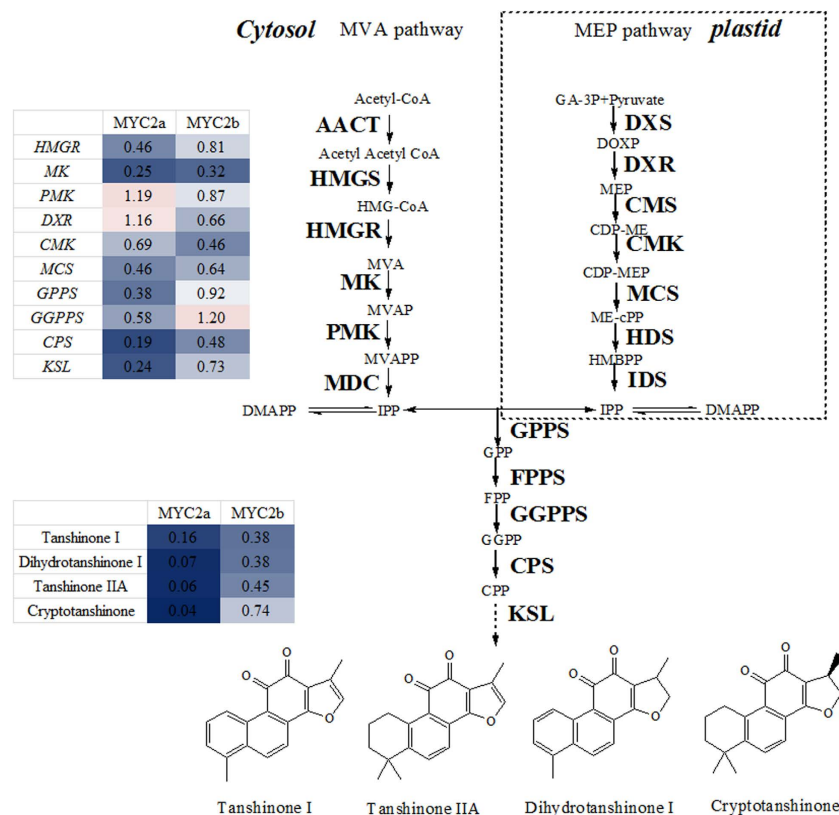 Cytosol MVA pathway
MEP pathway plastid
MYC2a MYC2b
HMGR 0.46 0.81
MK 0.25 0.32
PMK 1.19 0.87
DXR 1.16 0.66
CMK 0.69 0.46
MCS 0.46 0.64
GPPS 0.38 0.92
GGPPS 0.58 1.20
CPS 0.19 0.48
KSL 0.24 0.73
Acetyl-CoA
AACT
Acetyl Acetyl CoA
HMGS
HMG-CoA
HMGR
MVA
MK
MVAP
PMK
MVAPP
MDC
DMAPP IPP
GA-3P+Pyruvate
DXS
DOXP
DXR
MEP
CMS
CDP-ME
CMK
CDP-MEP
MCS
ME-cPP
HDS
HMBPP
IDS
IPP DMAPP
GPPS
GPP
FPPS
FPP
GGPPS
GGPP
CPS
CPP
KSL
MYC2a MYC2b
Tanshinone I 0.16 0.38
Dihydrotanshinone I 0.07 0.38
Tanshinone IIA 0.06 0.45
Cryptotanshinone 0.04 0.74
O O O
O O O
O O O
O O O
Tanshinone I Tanshinone IIA Dihydrotanshinone I Cryptotanshinone